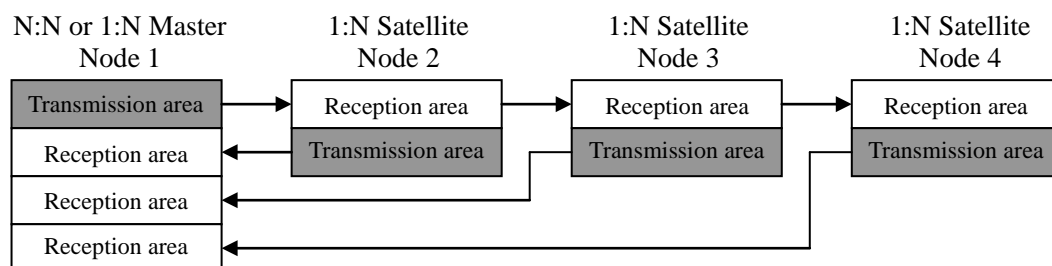 N:N or 1:N Master
Node 1
1:N Satellite
Node 2
1:N Satellite
Node 3
1:N Satellite
Node 4
Transmission area
Reception area
Reception area
Reception area
Reception area
Transmission area
Reception area
Transmission area
Reception area
Transmission area